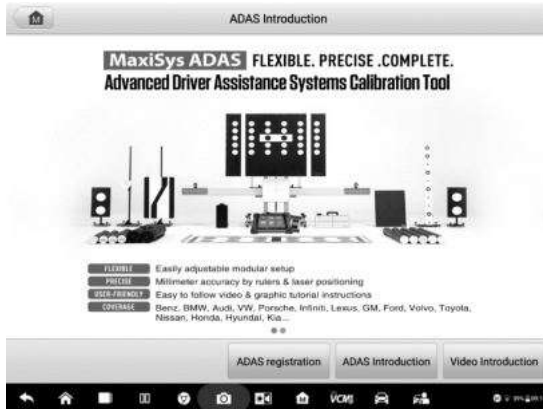 ADAS Introduction
MaxiSys ADAS FLEXIBLE. PRECISE .COMPLETE.
Advanced Driver Assistance Systems Calibration Tool
FLEXIBLE Easily adjustable modular setup
PRECISE Millimeter accuracy by rulers & laser positioning
USER-FRIENDLY Easy to follow video & graphic tutorial instructions
COVERAGE Benz, BMW, Audi, VW, Porsche, Infiniti, Lexus, GM, Ford, Volvo, Toyota,
Nissan, Honda, Hyundai, Kia...
ADAS registration ADAS Introduction Video Introduction
VCMI